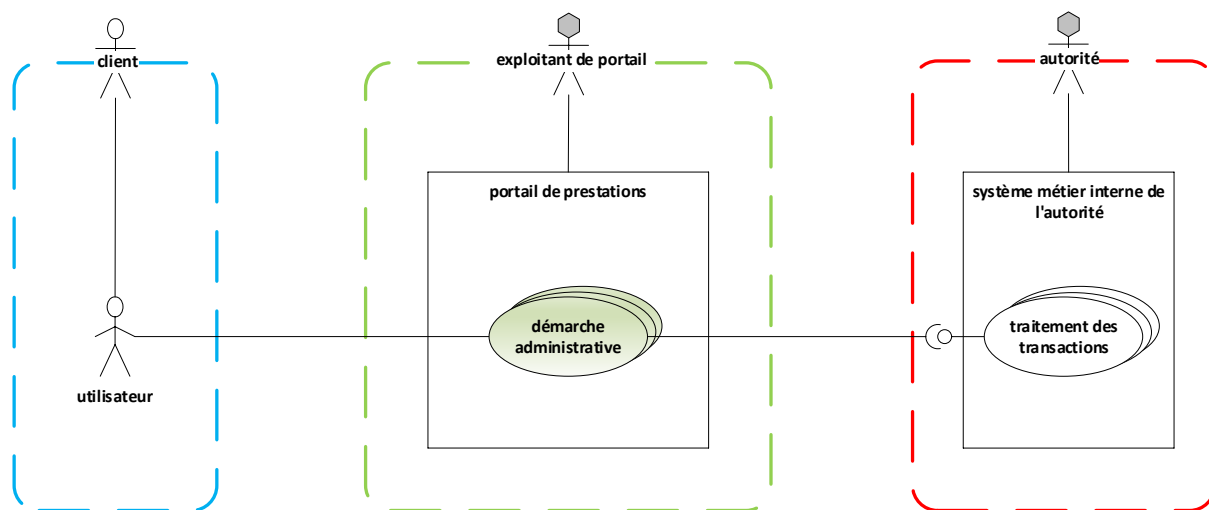 client
exploitant de portail
autorité
portail de prestations
système métier interne de
l'autorité
démarche
administrative
traitement des
transactions
utilisateur